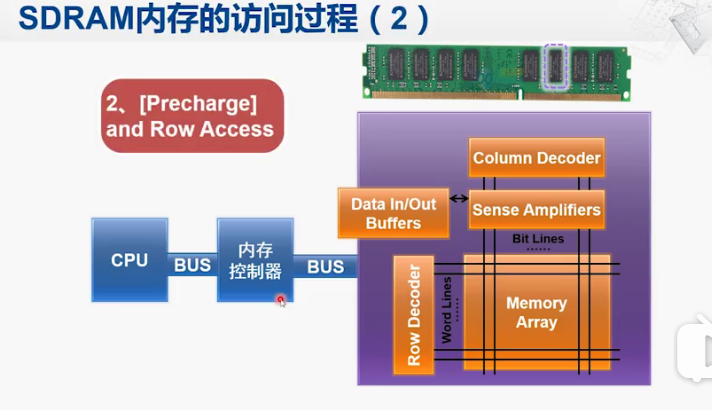 SDRAM内存的访问过程（2）
2、[Precharge]
and Row Access
Column Decoder
Data In/Out
Buffers
Sense Amplifiers
Bit Lines
......
CPU
BUS
内存
控制器
BUS
Row Decoder
Word Lines
......
Memory
Array